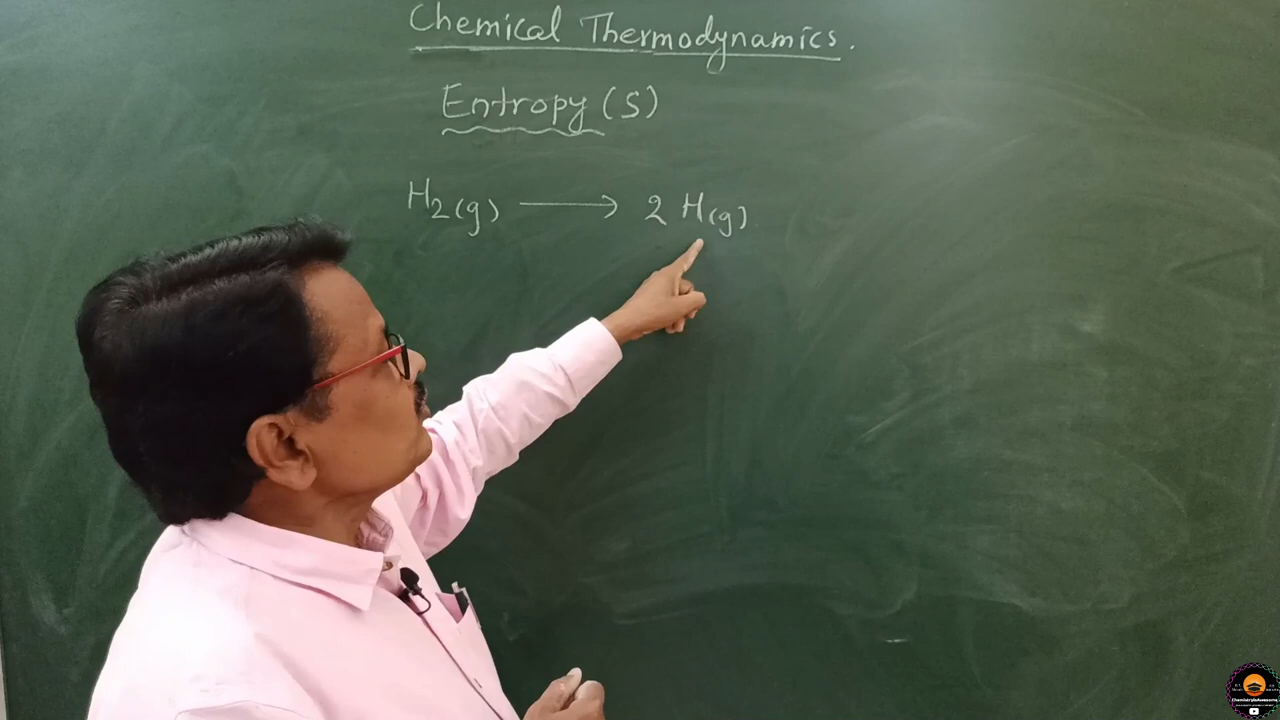 Chemical Thermodynamics.
Entropy (S)
H2(g) ⟶ 2 H(g)